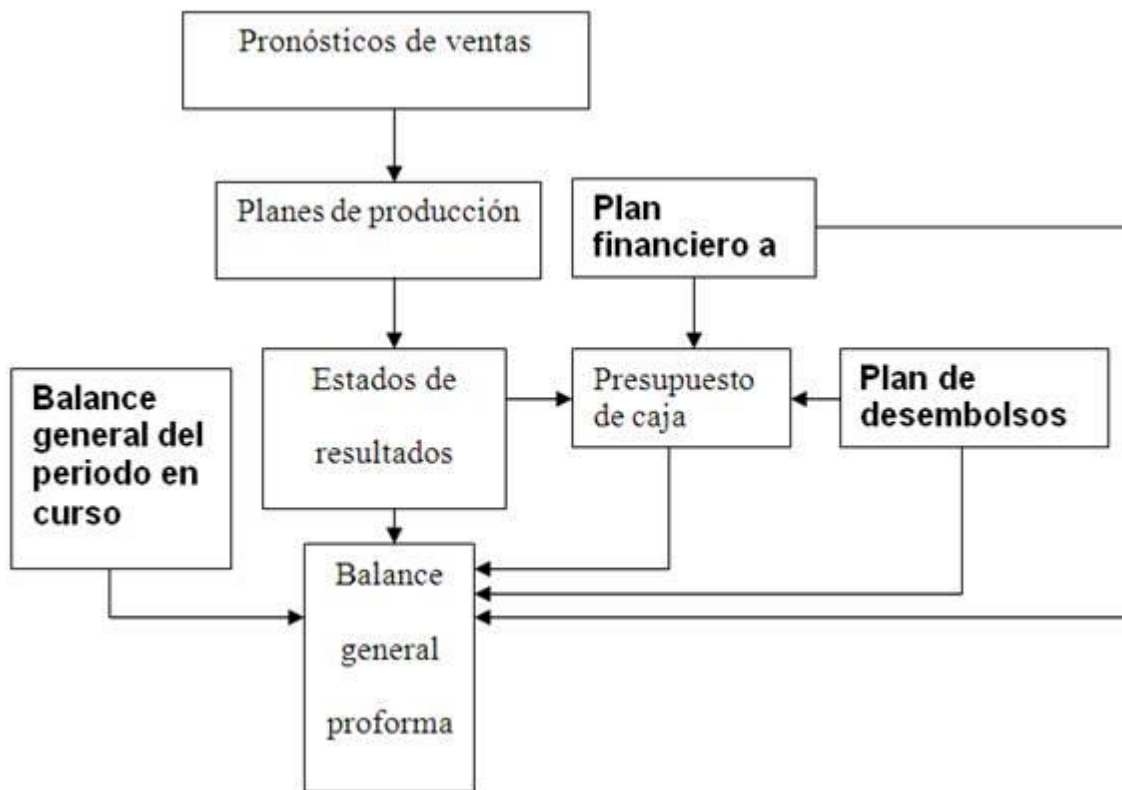 Pronósticos de ventas
Planes de producción
Plan
financiero a
Estados de
resultados
Presupuesto
de caja
Plan de
desembolsos
Balance
general del
periodo en
curso
Balance
general
proforma